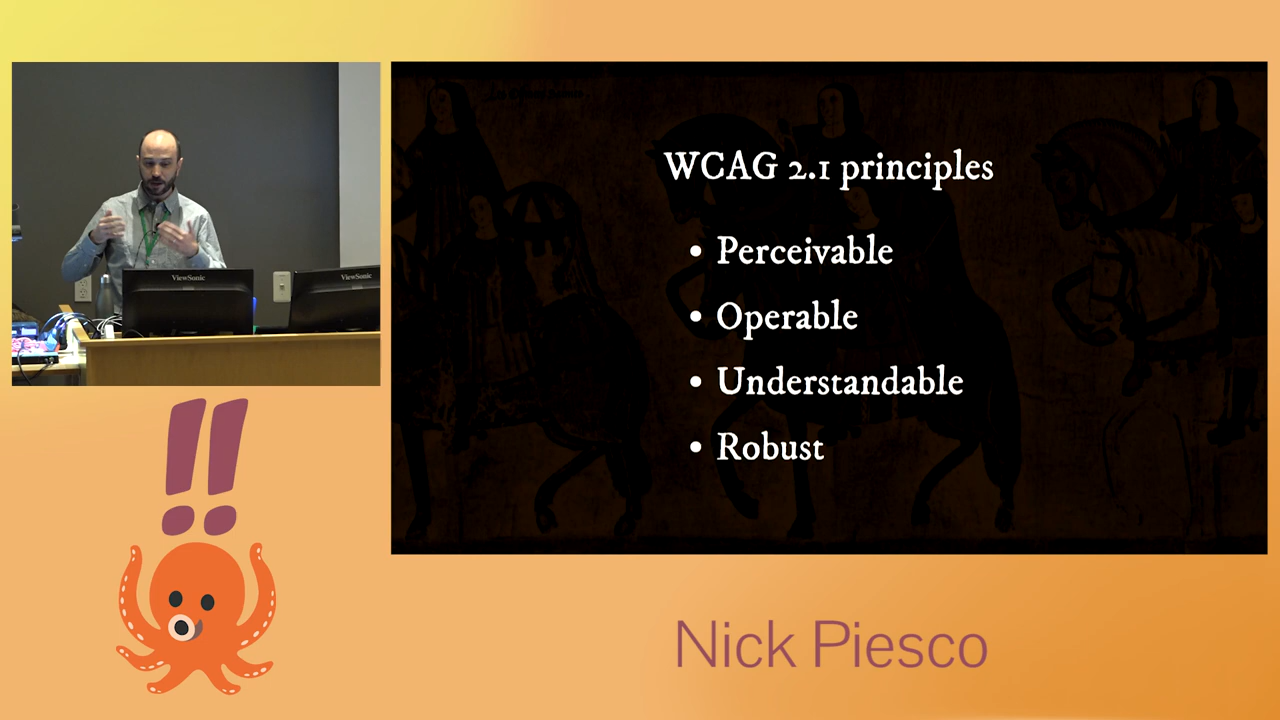 ViewSonic
ViewSonic
WCAG 2.1 principles
• Perceivable
• Operable
• Understandable
• Robust
!!
Nick Piesco